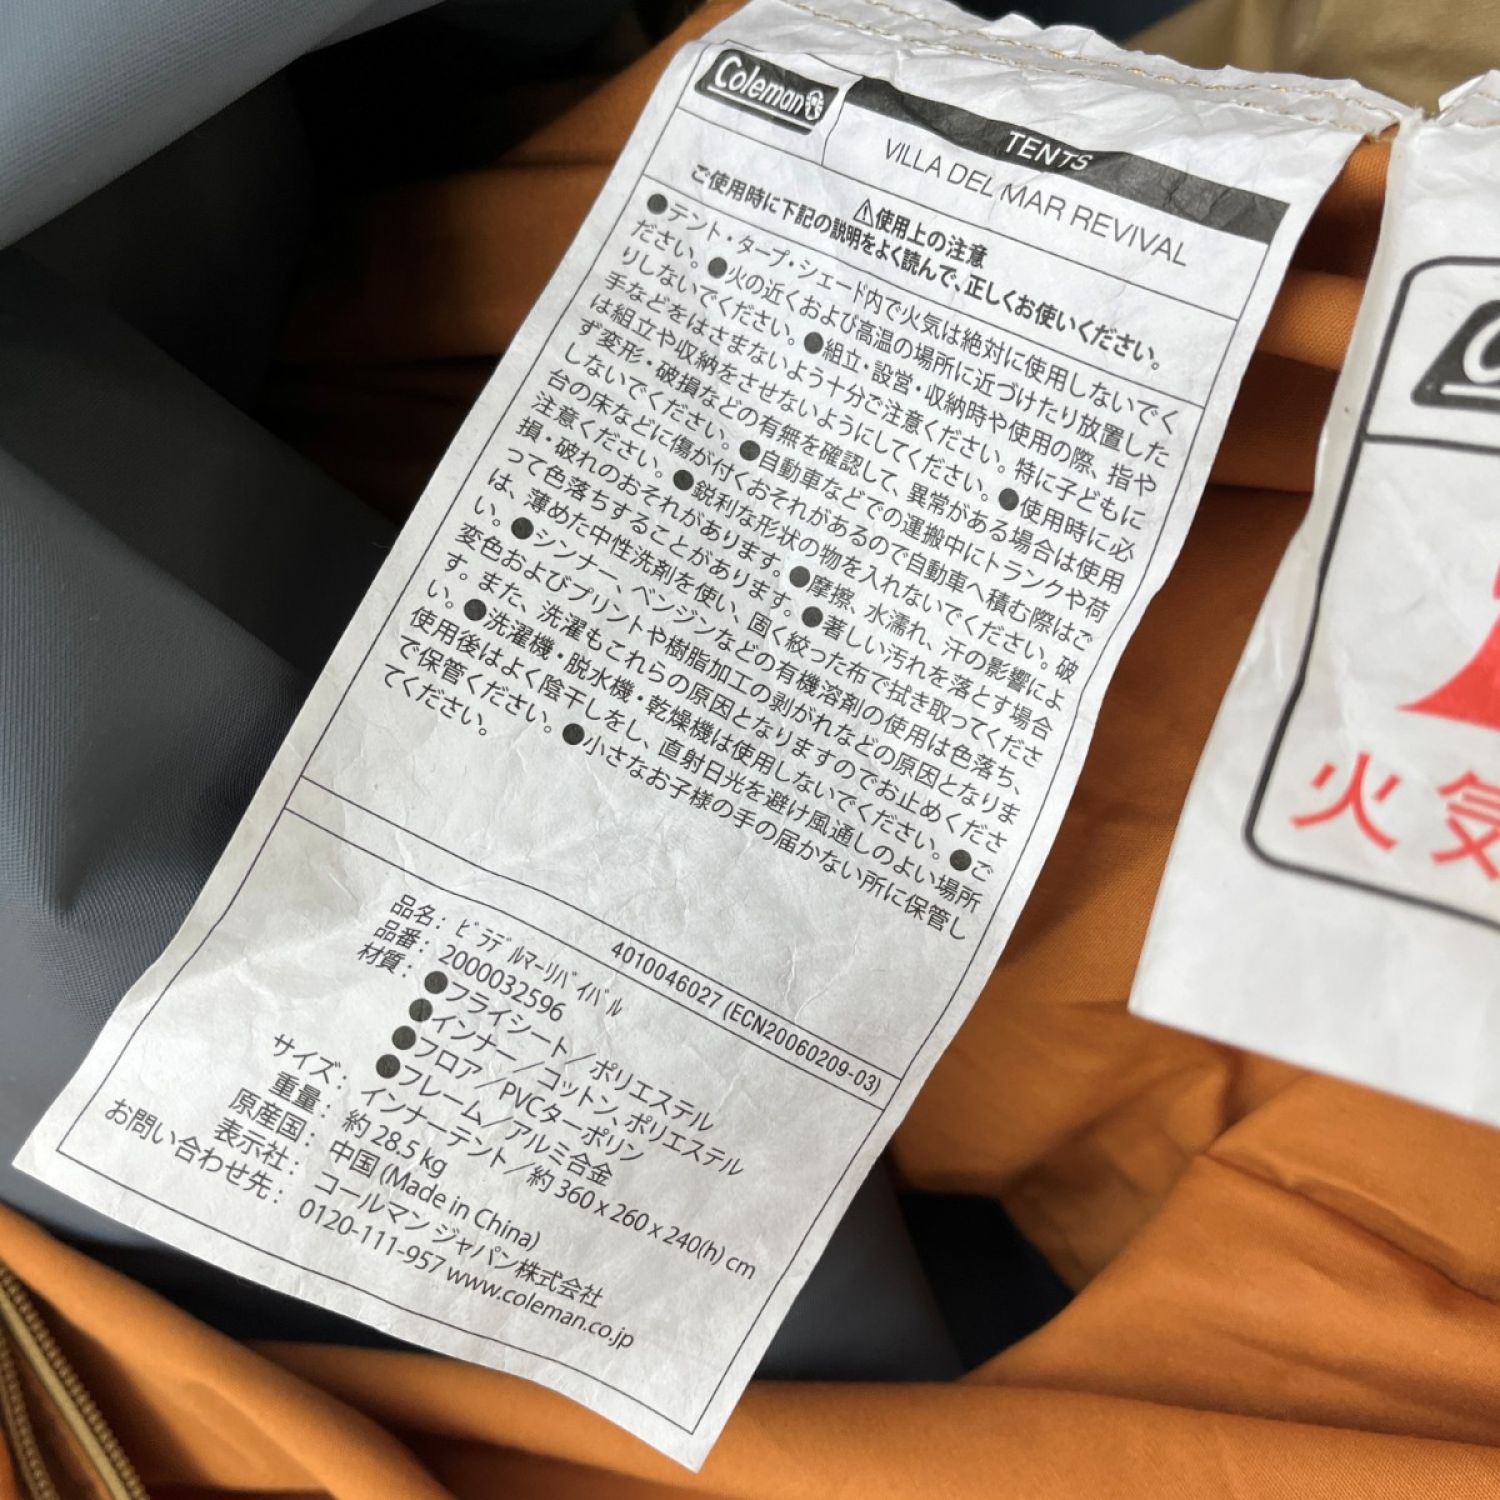 Coleman
TENTS
VILLA DEL MAR REVIVAL
⚠使用上の注意
ご使用時に下記の説明をよく読んで、正しくお使いください。
●テント・タープ・シェード内で火気は絶対に使用しないでく
ださい。●火の近くおよび高温の場所に近づけたり放置した
りしないでください。●組立・設営・収納時や使用の際、指や
手などをはさまないよう十分ご注意ください。特に子どもに
は組立や収納をさせないようにしてください。●使用時に必
ず変形・破損などの有無を確認して、異常がある場合は使用
しないでください。●自動車などでの運搬中にトランクや荷
台の床などに傷が付くおそれがあるので自動車へ積む際はご
注意ください。●鋭利な形状の物を入れないでください。破
損・破れのおそれがあります。●摩擦、水濡れ、汗の影響によ
って色落ちすることがあります。●著しい汚れを落とす場合
は、薄めた中性洗剤を使い、固く絞った布で拭き取ってくださ
い。●シンナー、ベンジンなどの有機溶剤の使用は色落ち、
変色およびプリントや樹脂加工の剥がれなどの原因となりま
す。また、洗濯もこれらの原因となりますのでお止めくださ
い。●洗濯機・脱水機・乾燥機は使用しないでください。●ご
使用後はよく陰干しをし、直射日光を避け風通しのよい場所
で保管ください。●小さなお子様の手の届かない所に保管し
てください。
4010046027 (ECN20060209-03)
品名：ﾋﾞﾗﾃﾞﾙﾏｰﾘﾊﾞｲﾊﾞﾙ
品番：2000032596
材質：●フライシート／ポリエステル
●インナー／コットン、ポリエステル
●フロア／PVCターポリン
●フレーム／アルミ合金
サイズ：インナーテント／約 360 x 260 x 240(h) cm
重量：約 28.5 kg
原産国：中国 (Made in China)
表示社：コールマン ジャパン株式会社
お問い合わせ先：0120-111-957 www.coleman.co.jp
火気